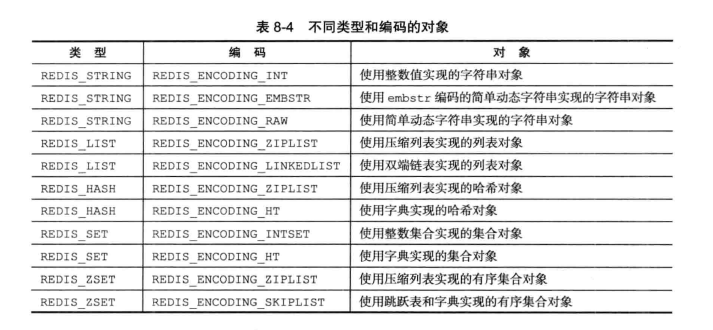 表 8-4 不同类型和编码的对象
类 型 编 码 对 象
REDIS_STRING REDIS_ENCODING_INT 使用整数值实现的字符串对象
REDIS_STRING REDIS_ENCODING_EMBSTR 使用 embstr 编码的简单动态字符串实现的字符串对象
REDIS_STRING REDIS_ENCODING_RAW 使用简单动态字符串实现的字符串对象
REDIS_LIST REDIS_ENCODING_ZIPLIST 使用压缩列表实现的列表对象
REDIS_LIST REDIS_ENCODING_LINKEDLIST 使用双端链表实现的列表对象
REDIS_HASH REDIS_ENCODING_ZIPLIST 使用压缩列表实现的哈希对象
REDIS_HASH REDIS_ENCODING_HT 使用字典实现的哈希对象
REDIS_SET REDIS_ENCODING_INTSET 使用整数集合实现的集合对象
REDIS_SET REDIS_ENCODING_HT 使用字典实现的集合对象
REDIS_ZSET REDIS_ENCODING_ZIPLIST 使用压缩列表实现的有序集合对象
REDIS_ZSET REDIS_ENCODING_SKIPLIST 使用跳跃表和字典实现的有序集合对象